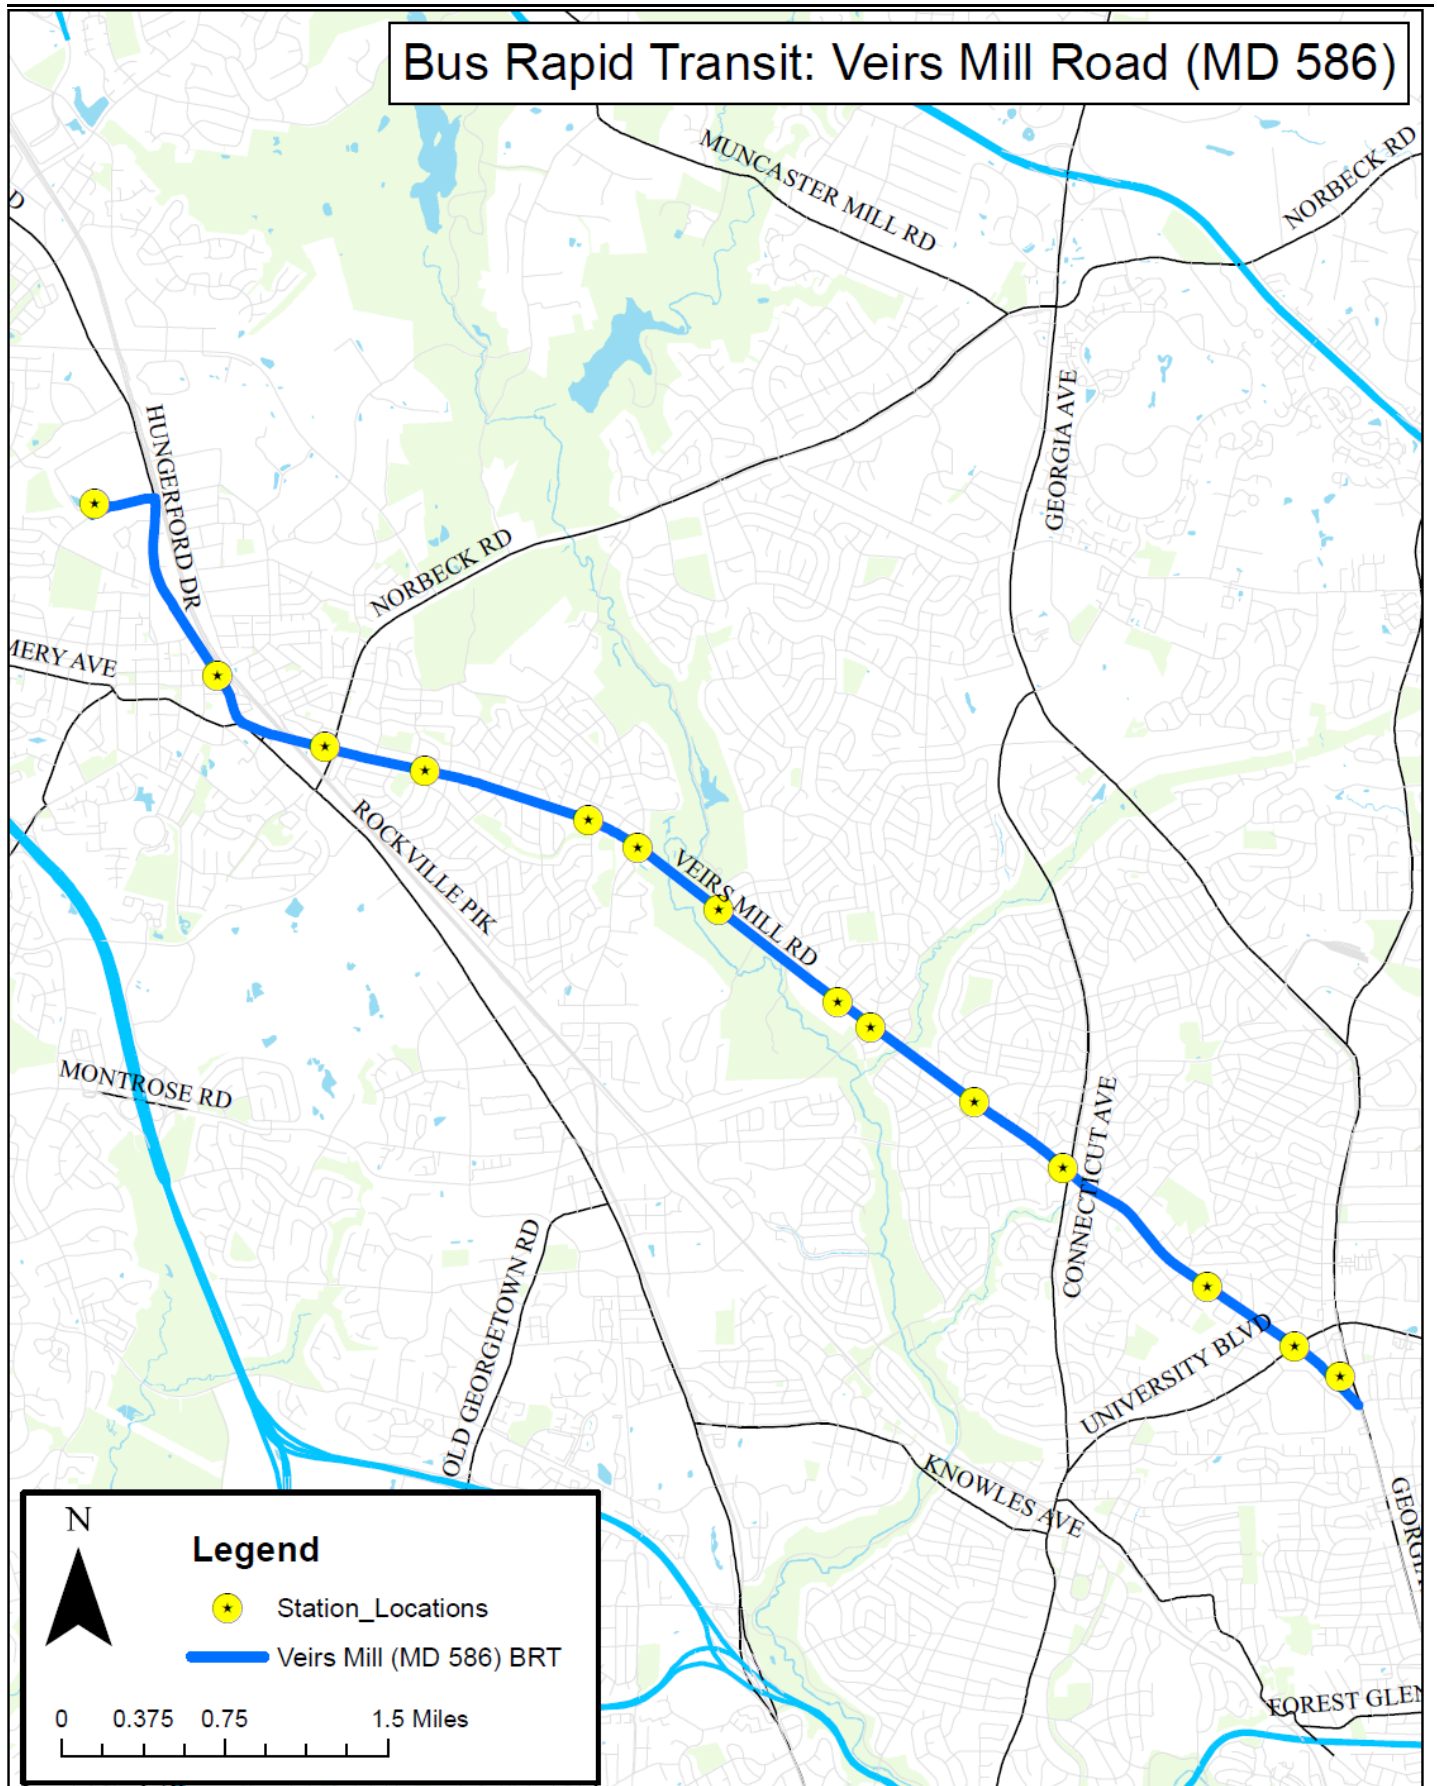 Bus Rapid Transit: Veirs Mill Road (MD 586)
MUNCASTER MILL RD
NORBECK RD
D
GEORGIA AVE
HUNGERFORD DR
NORBECK RD
MERY AVE
ROCKVILLE PIK
VEIRS MILL RD
MONTROSE RD
CONNECTICUT AVE
OLD GEORGETOWN RD
UNIVERSITY BLVD
KNOWLES AVE
GEORGIA
FOREST GLEN
N
Legend
Station_Locations
Veirs Mill (MD 586) BRT
0 0.375 0.75 1.5 Miles